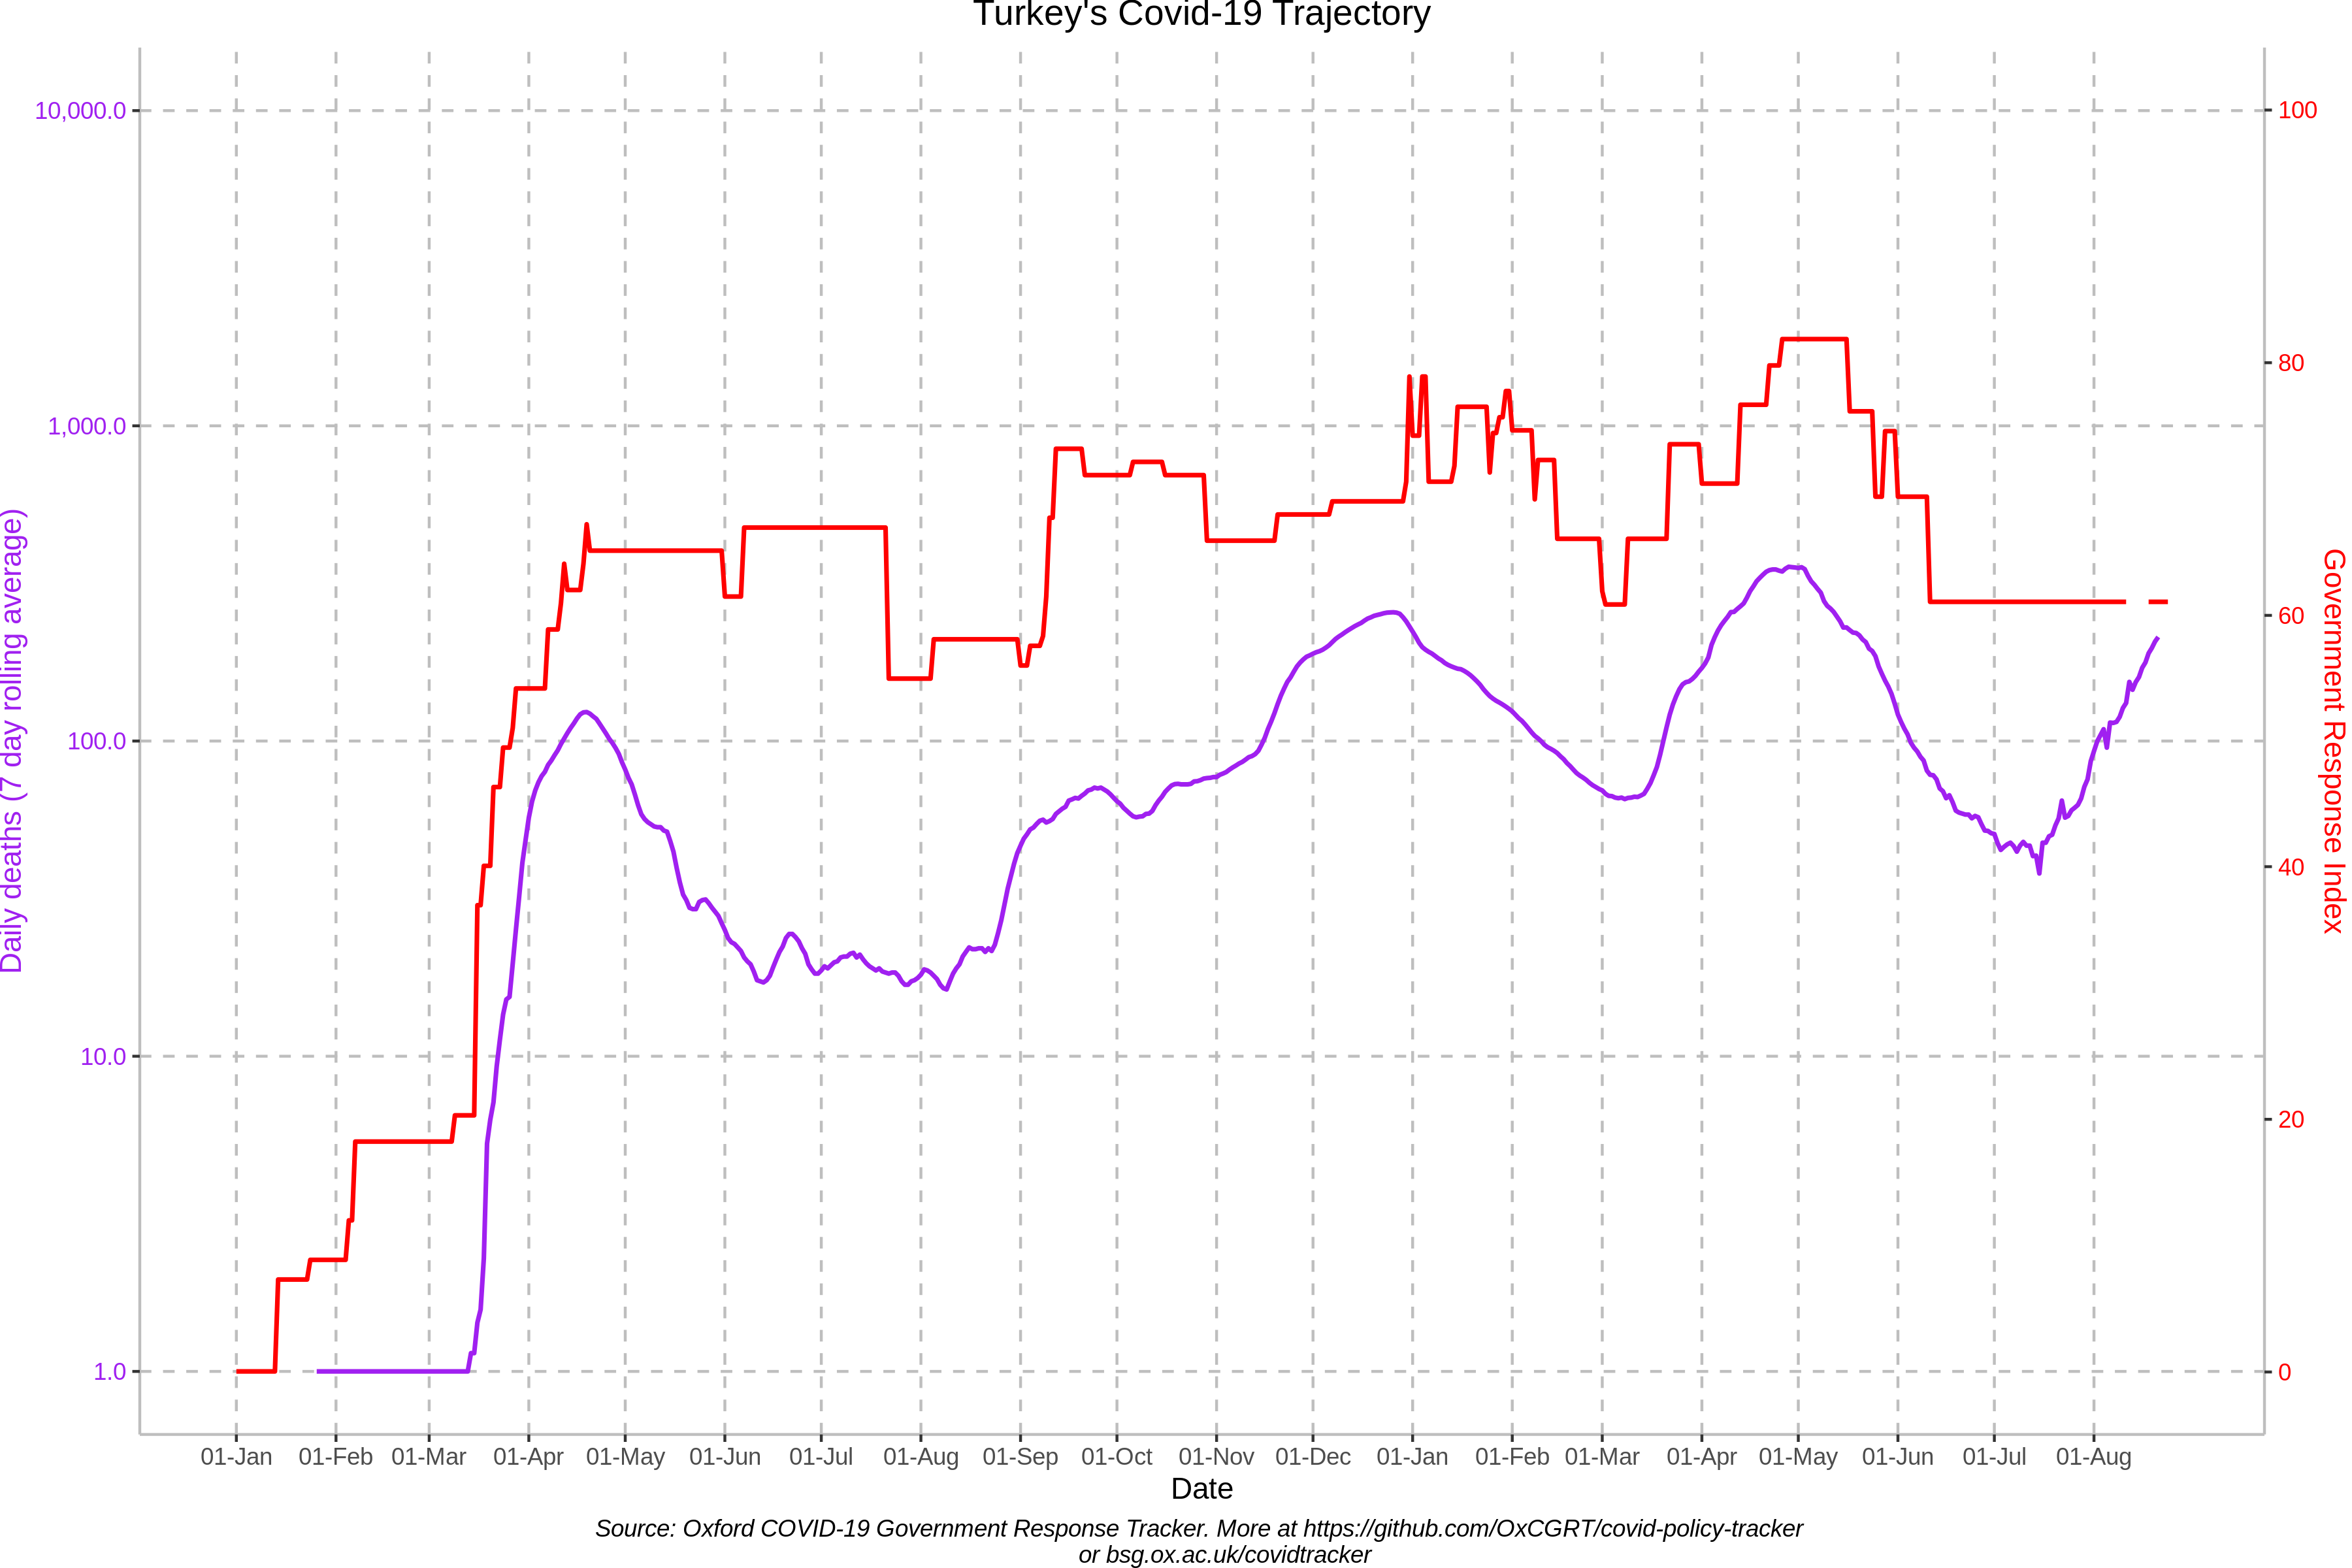 Turkey's Covid-19 Trajectory
10,000.0
1,000.0
100.0
10.0
1.0
Daily deaths (7 day rolling average)
100
80
60
40
20
0
Government Response Index
01-Jan 01-Feb 01-Mar 01-Apr 01-May 01-Jun 01-Jul 01-Aug 01-Sep 01-Oct 01-Nov 01-Dec 01-Jan 01-Feb 01-Mar 01-Apr 01-May 01-Jun 01-Jul 01-Aug
Date
Source: Oxford COVID-19 Government Response Tracker. More at https://github.com/OxCGRT/covid-policy-tracker
or bsg.ox.ac.uk/covidtracker